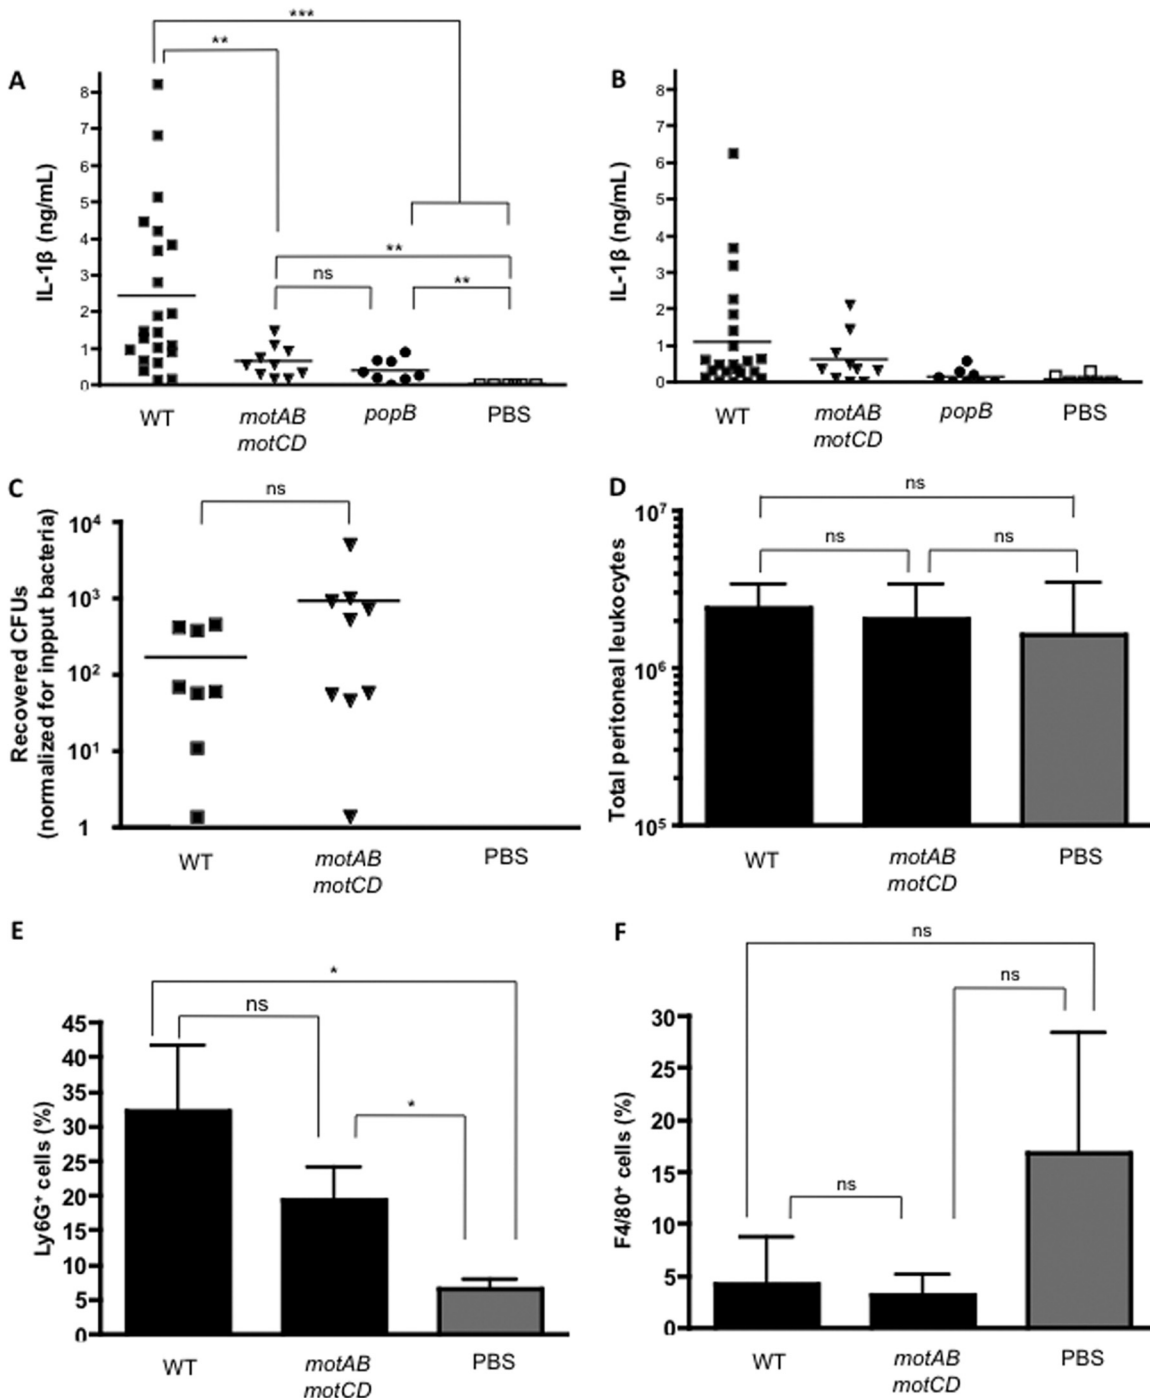 ***
**
A
IL-1β (ng/mL)
8
7
6
5
4
3
2
1
0
**
ns
**
WT
motAB
motCD
popB
PBS
B
IL-1β (ng/mL)
8
7
6
5
4
3
2
1
0
WT
motAB
motCD
popB
PBS
C
Recovered CFUs
(normalized for inpput bacteria)
10⁴
10³
10²
10¹
1
ns
WT
motAB
motCD
PBS
D
Total peritoneal leukocytes
10⁷
10⁶
10⁵
ns
ns
ns
WT
motAB
motCD
PBS
E
Ly6G⁺ cells (%)
45
40
35
30
25
20
15
10
5
0
*
ns
*
WT
motAB
motCD
PBS
F
F4/80⁺ cells (%)
30
25
20
15
10
5
0
ns
ns
ns
WT
motAB
motCD
PBS